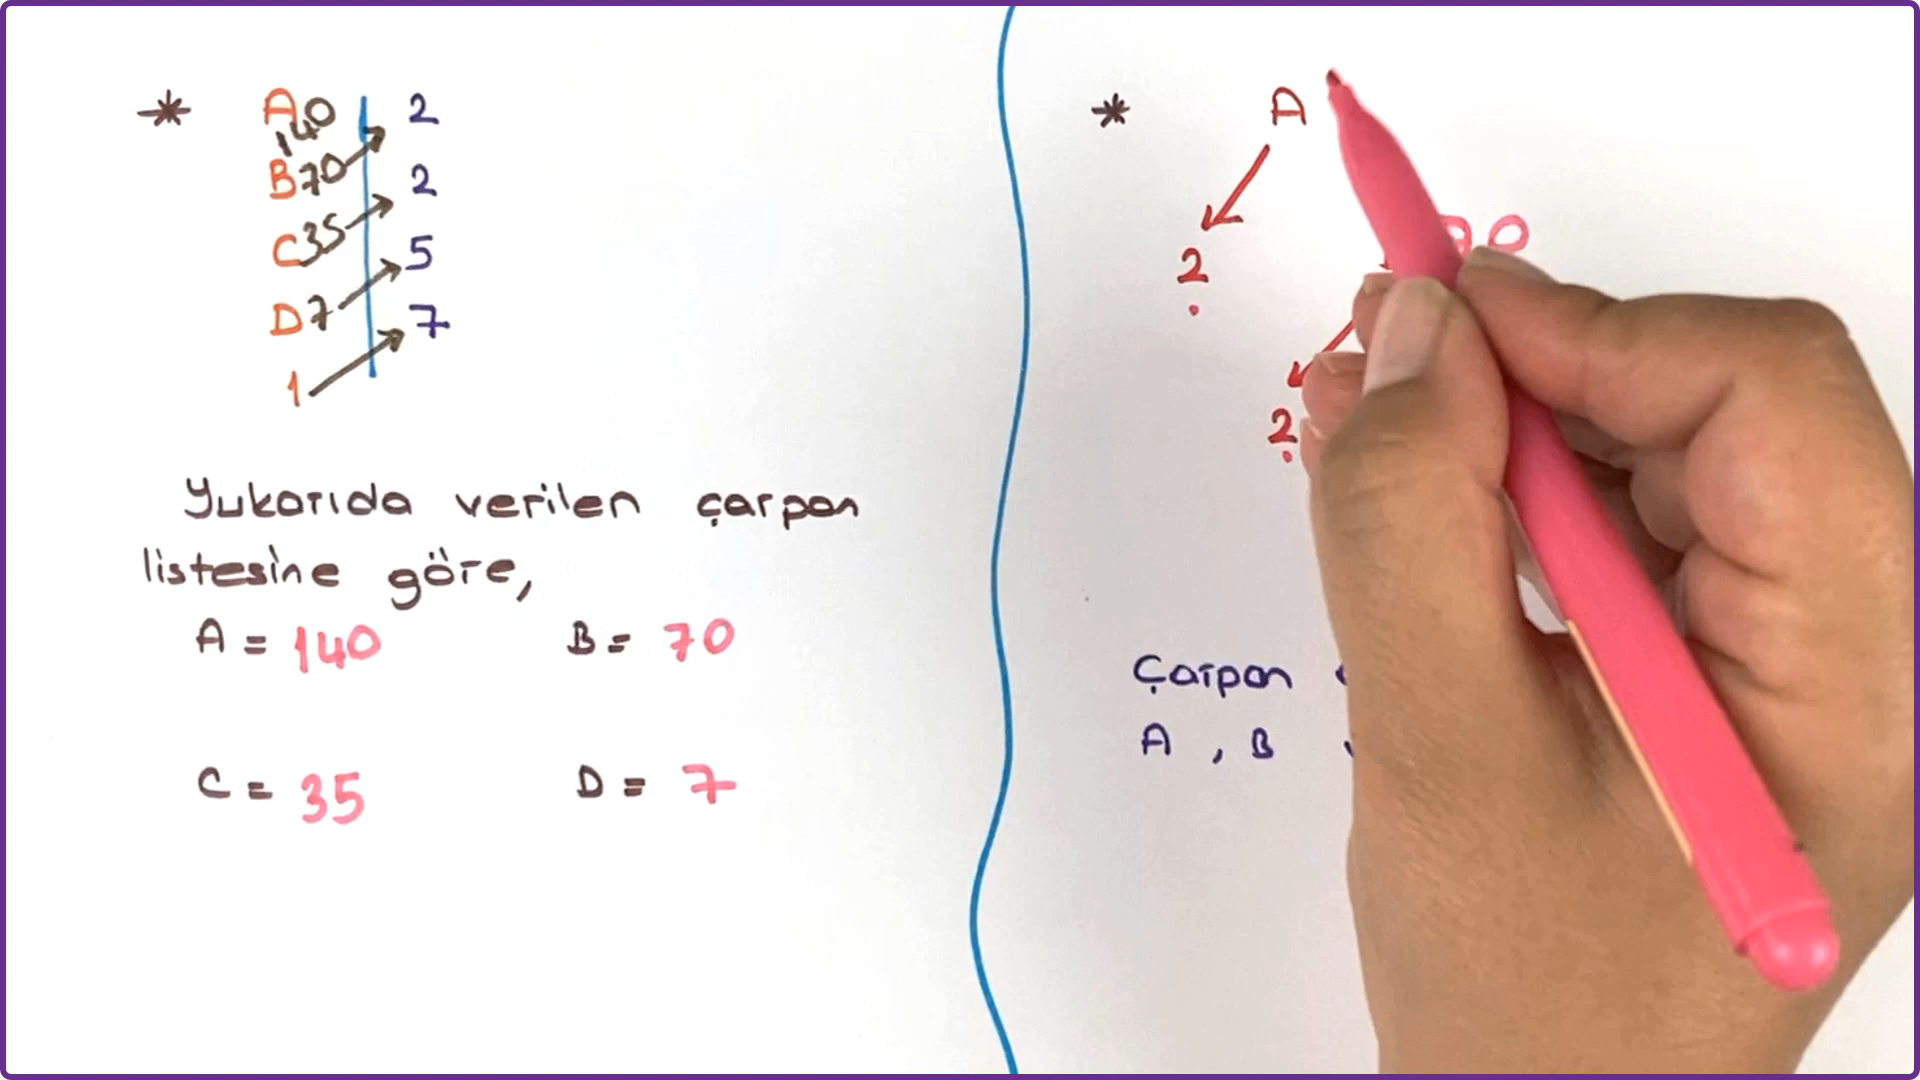 * A 140 2
B 70 2
C 35 5
D 7 7
1
Yukarıda verilen çarpan
listesine göre,
A = 140 B = 70
C = 35 D = 7
* A
2
2
Çarpan
A , B